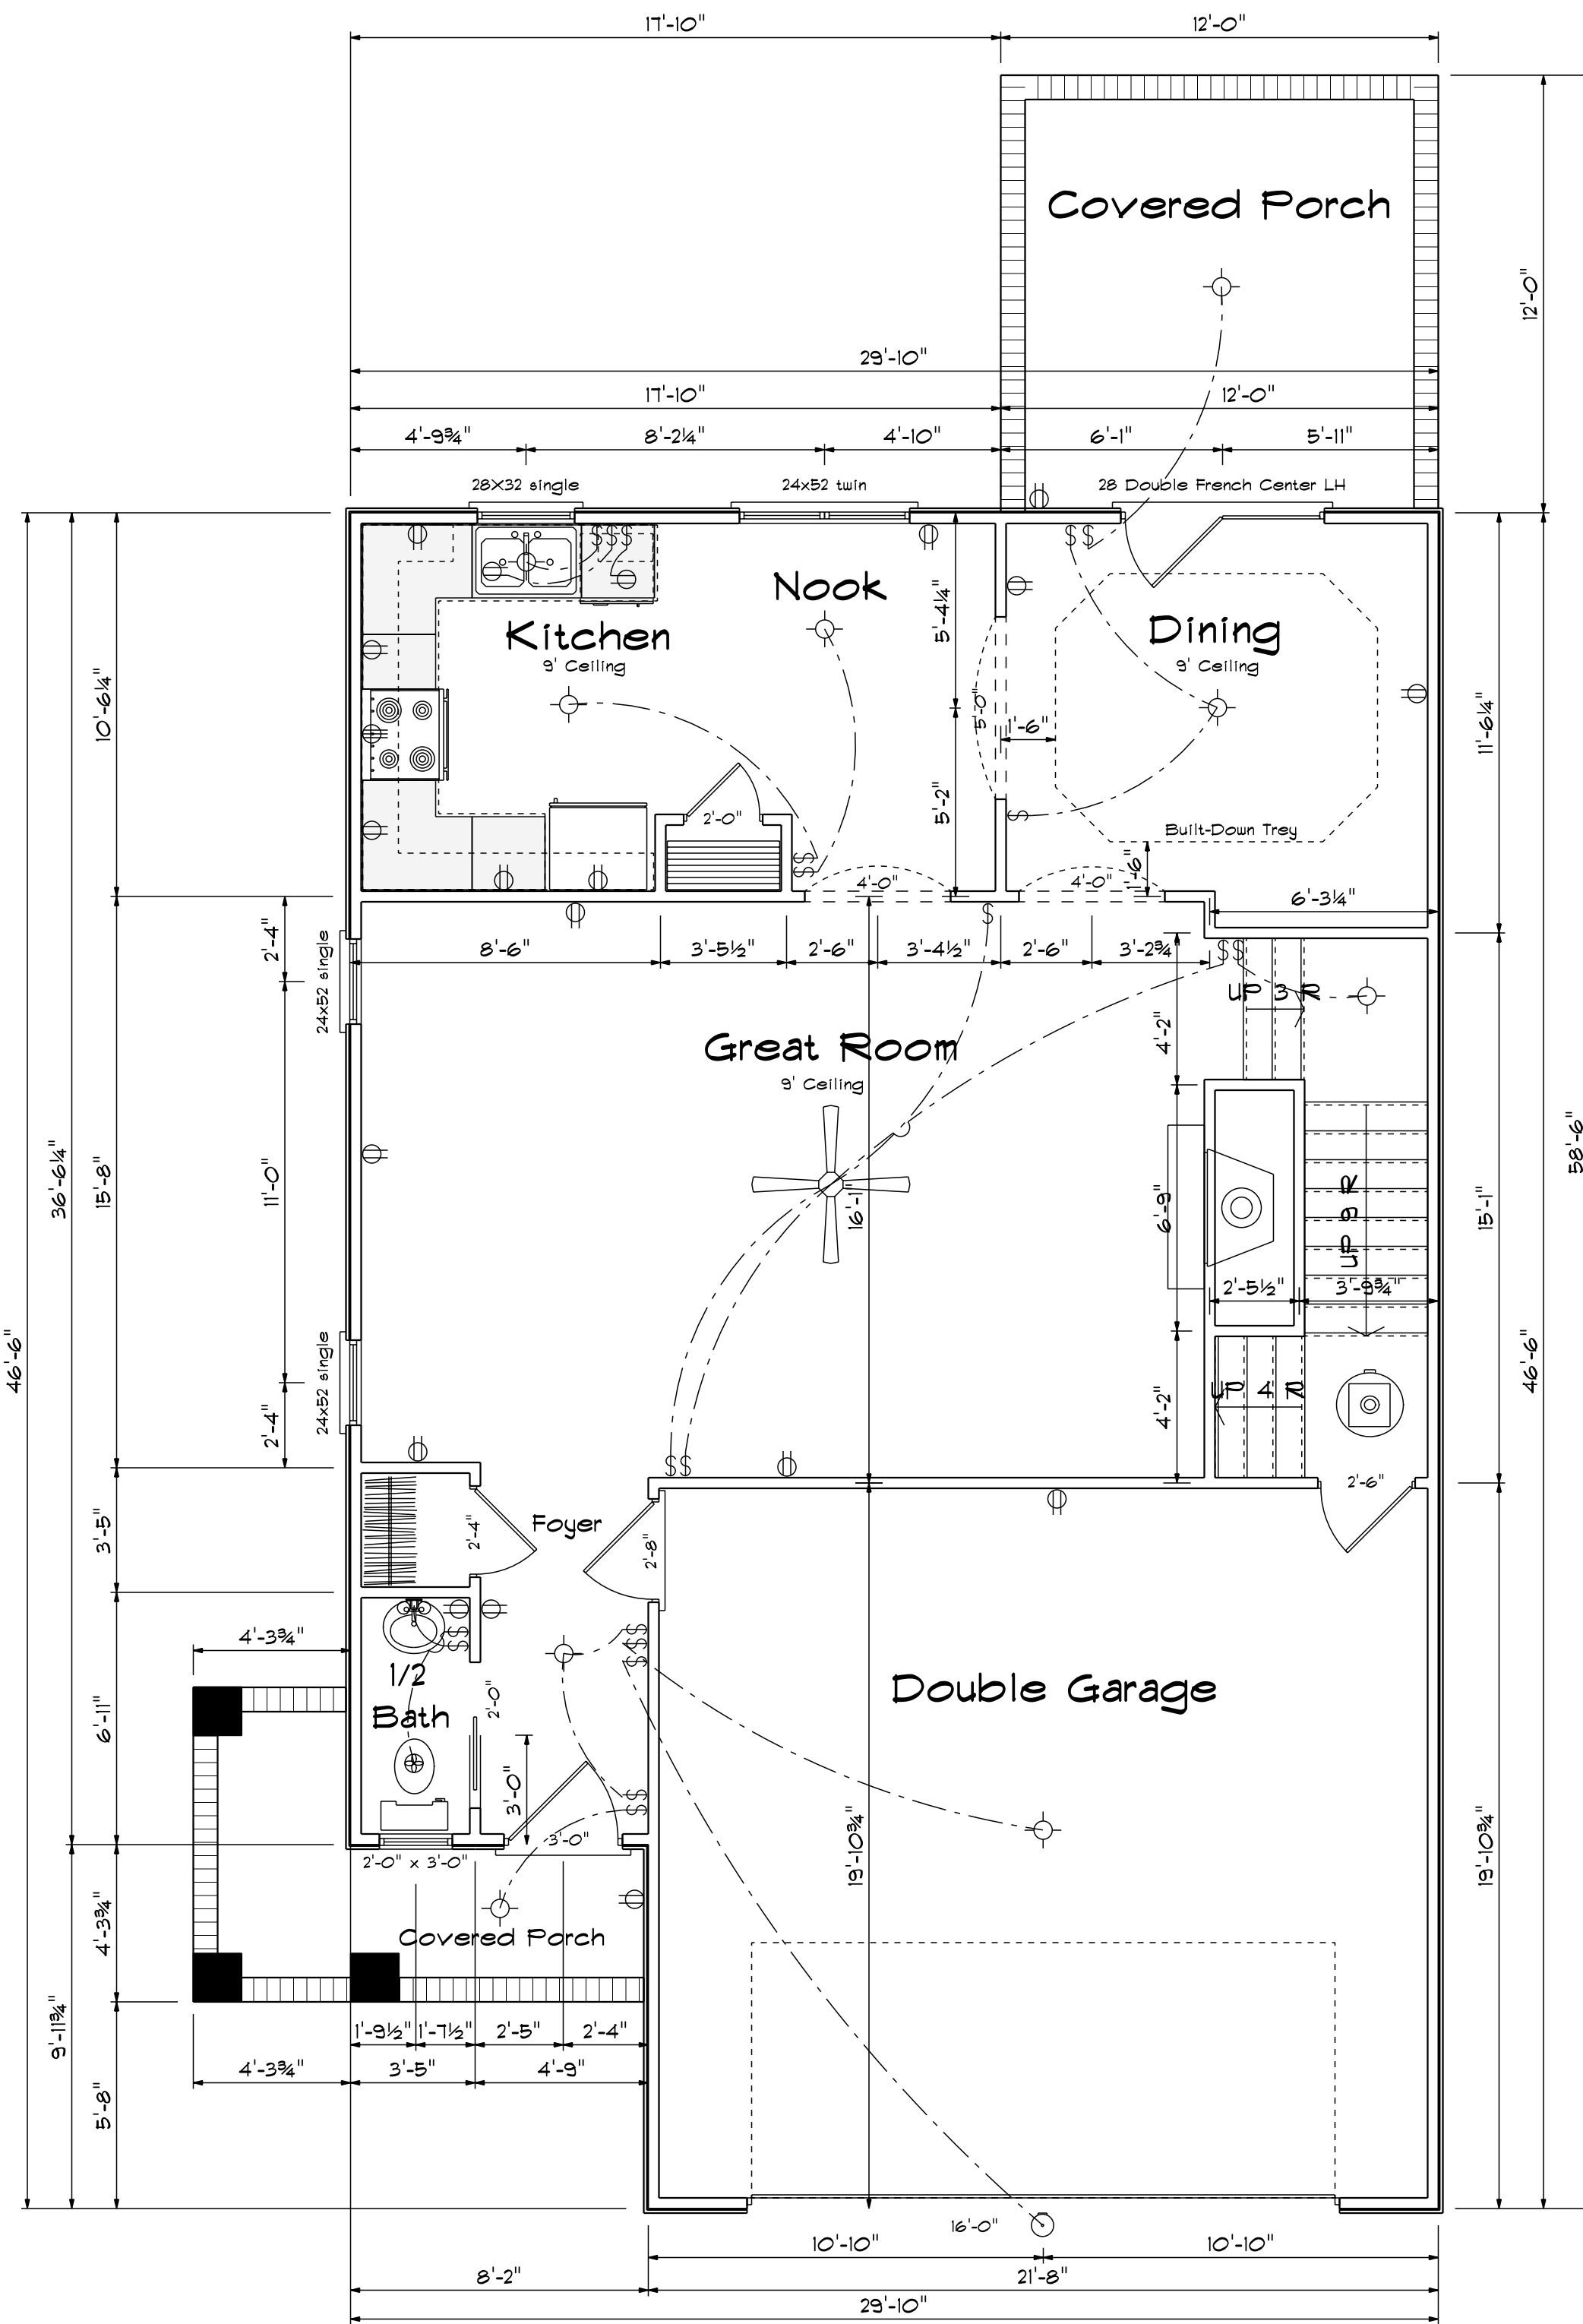 17'-10" 12'-0"
Covered Porch
12'-0"
29'-10"
17'-10" 12'-0"
4'-9¾" 8'-2¼" 4'-10" 6'-1" 5'-11"
28X32 single 24x52 twin 28 Double French Center LH
$$$ $$
Nook
5'-4¼"
Kitchen
9' Ceiling
Dining
9' Ceiling
10'-6¼"
11'-6¼"
5'-0"
1'-6"
5'-2"
2'-0"
$
Built-Down Trey
$$
4'-0" 4'-0" 1'-6"
6'-3¼"
$
2'-4"
24x52 single
8'-6" 3'-5½" 2'-6" 3'-4½" 2'-6" 3'-2¾"
$$
UP 3 R
4'-2"
Great Room
9' Ceiling
58'-6"
36'-6¼"
15'-8"
11'-0"
16'-1"
6'-9"
UP 9 R
15'-1"
2'-5½" 3'-9¾"
46'-6"
46'-6"
24x52 single
2'-4"
4'-2"
UP 4 R
$$
2'-6"
3'-5"
2'-4"
Foyer
2'-8"
4'-3¾"
$$
$$$
1/2
Bath
2'-0"
Double Garage
6'-11"
3'-0"
$$
3'-0"
2'-0" x 3'-0"
19'-10¾"
19'-10¾"
4'-3¾"
Covered Porch
9'-11¾"
1'-9½" 1'-7½" 2'-5" 2'-4"
4'-3¾" 3'-5" 4'-9"
5'-8"
16'-0"
10'-10" 10'-10"
8'-2" 21'-8"
29'-10"